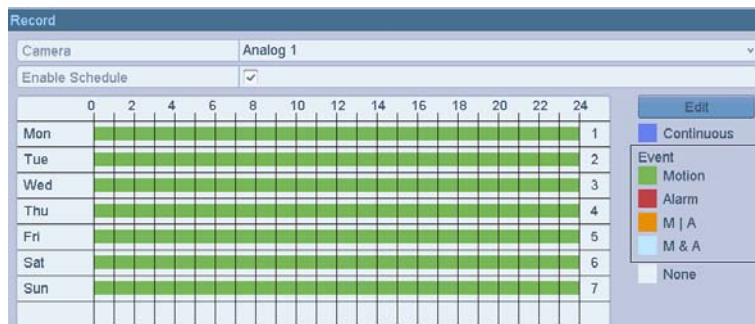 Record
Camera Analog 1
Enable Schedule
0 2 4 6 8 10 12 14 16 18 20 22 24 Edit
Mon 1 Continuous
Tue 2 Event
Wed 3 Motion
Thu 4 Alarm
Fri 5 M | A
Sat 6 M & A
Sun 7 None